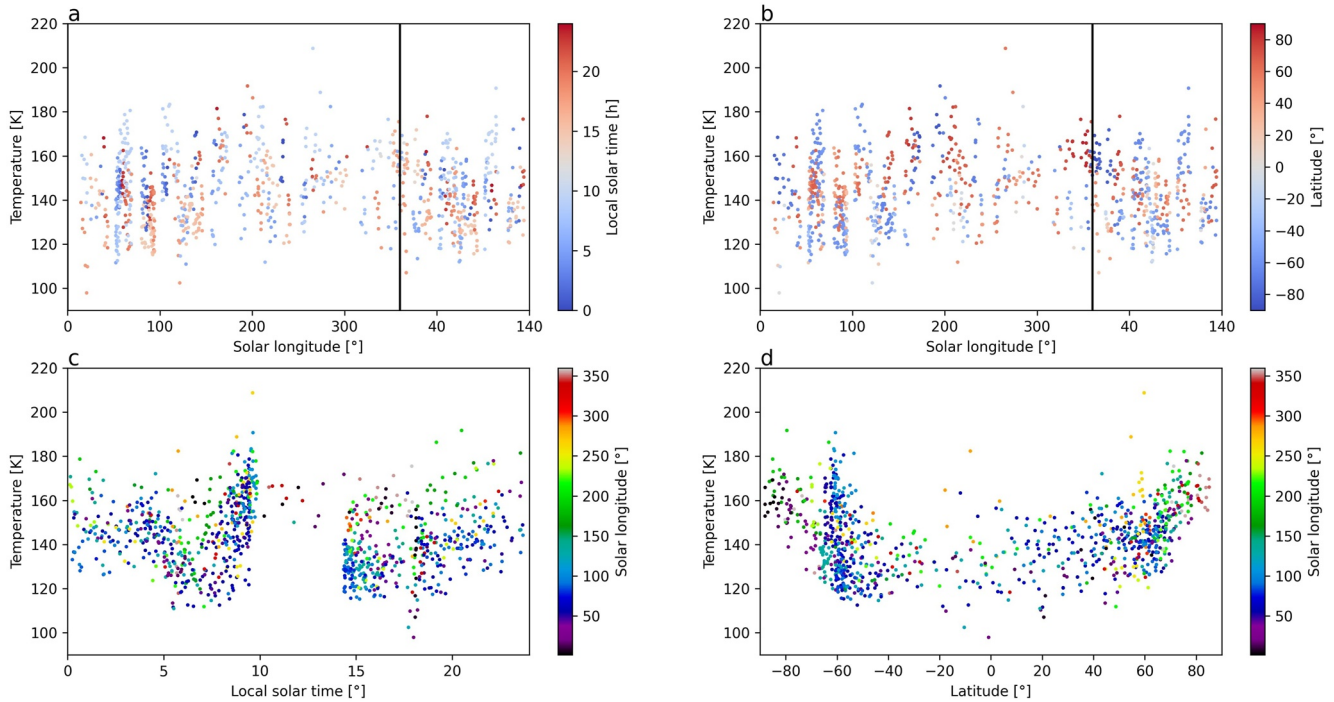 a
220
200
180
160
140
120
100
Temperature [K]
0 100 200 300 40 140
Solar longitude [°]
20
15
10
5
0
Local solar time [h]
b
220
200
180
160
140
120
100
Temperature [K]
0 100 200 300 40 140
Solar longitude [°]
80
60
40
20
0
−20
−40
−60
−80
Latitude [°]
c
220
200
180
160
140
120
100
Temperature [K]
0 5 10 15 20
Local solar time [°]
350
300
250
200
150
100
50
Solar longitude [°]
d
220
200
180
160
140
120
100
Temperature [K]
−80 −60 −40 −20 0 20 40 60 80
Latitude [°]
350
300
250
200
150
100
50
Solar longitude [°]